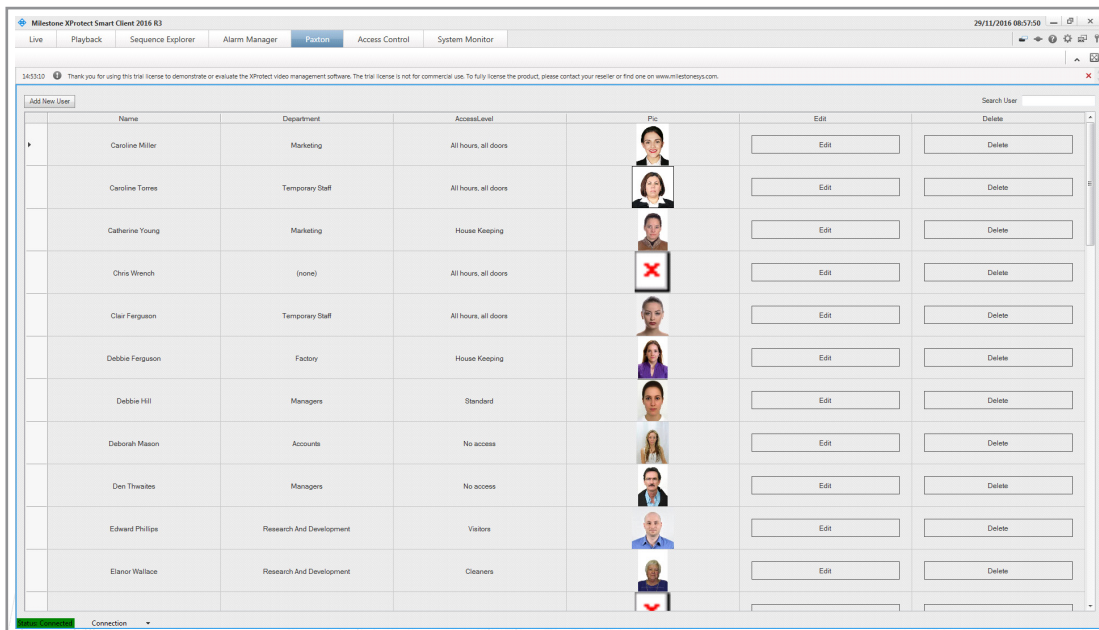 Milestone XProtect Smart Client 2016 R3 29/11/2016 08:57:50
Live Playback Sequence Explorer Alarm Manager Paxton Access Control System Monitor
14:53:10 Thank you for using this trial license to demonstrate or evaluate the XProtect video management software. The trial license is not for commercial use. To fully license the product, please contact your reseller or find one on www.milestonesys.com.
Add New User Search User
Name Department AccessLevel Pic Edit Delete
Caroline Miller Marketing All hours, all doors Edit Delete
Caroline Torres Temporary Staff All hours, all doors Edit Delete
Catherine Young Marketing House Keeping Edit Delete
Chris Wrench (none) All hours, all doors Edit Delete
Clair Ferguson Temporary Staff All hours, all doors Edit Delete
Debbie Ferguson Factory House Keeping Edit Delete
Debbie Hill Managers Standard Edit Delete
Deborah Mason Accounts No access Edit Delete
Den Thwaites Managers No access Edit Delete
Edward Phillips Research And Development Visitors Edit Delete
Elanor Wallace Research And Development Cleaners Edit Delete
Status: Connected Connection